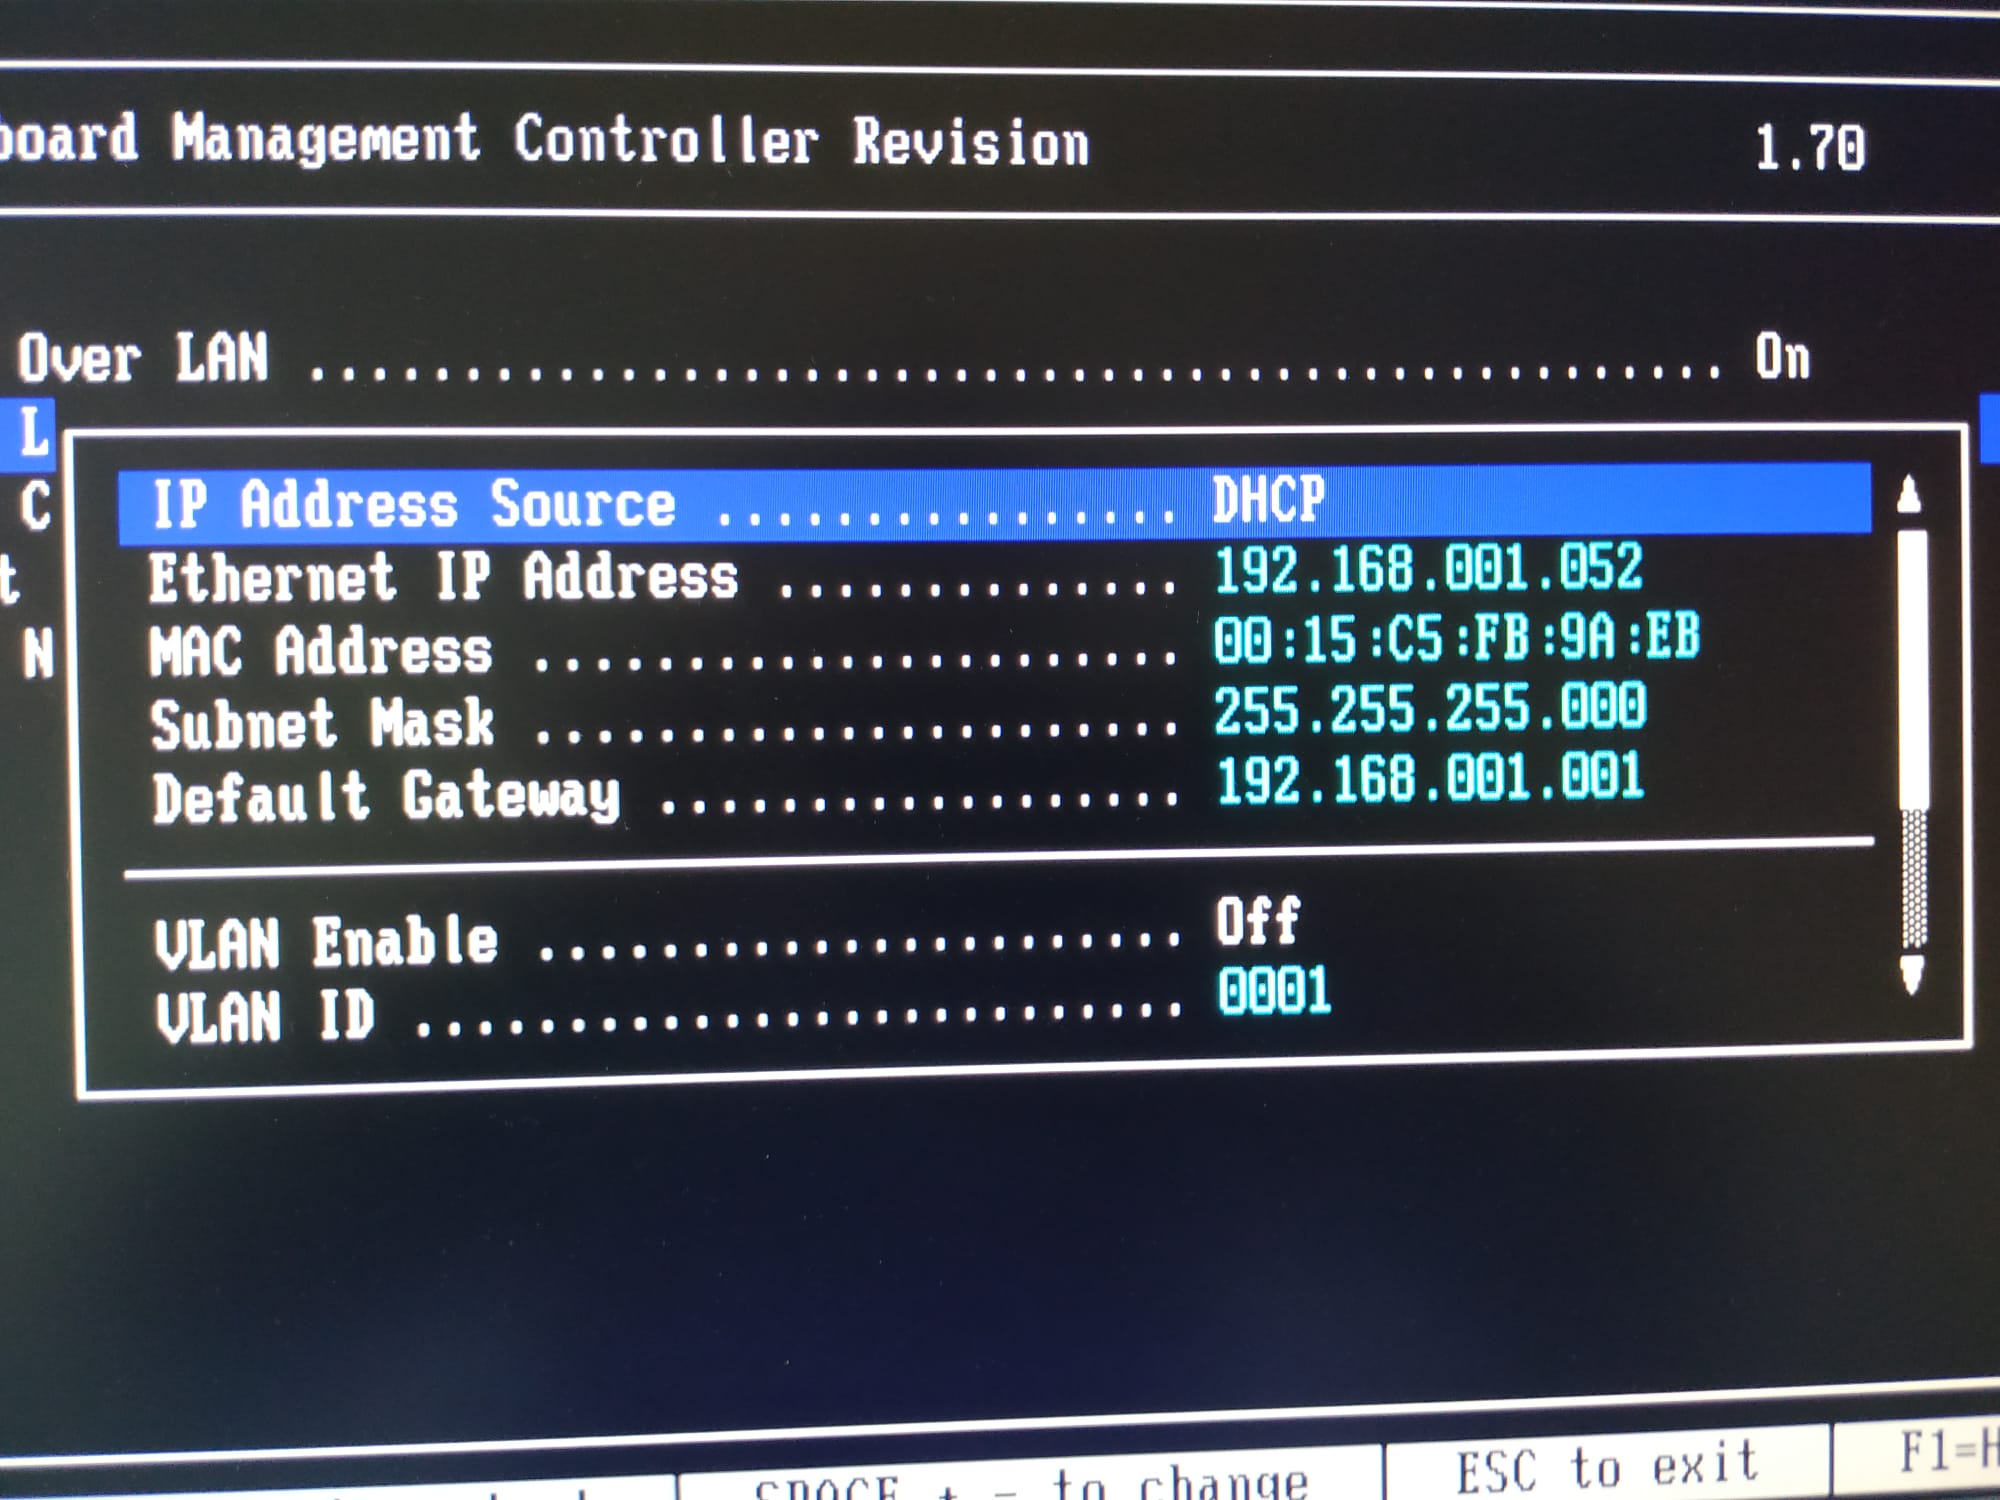 board Management Controller Revision 1.70
Over LAN .............................................. On
L
C
t
N
IP Address Source ............... DHCP
Ethernet IP Address ............. 192.168.001.052
MAC Address ..................... 00:15:C5:FB:9A:EB
Subnet Mask ..................... 255.255.255.000
Default Gateway ................. 192.168.001.001
VLAN Enable ..................... Off
VLAN ID ......................... 0001
SPACE,+,- to change
ESC to exit
F1=H